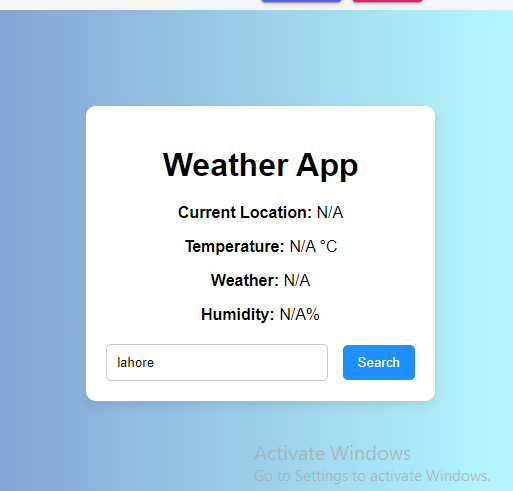 Weather App
Current Location: N/A
Temperature: N/A °C
Weather: N/A
Humidity: N/A%
lahore
Search
Activate Windows
Go to Settings to activate Windows.